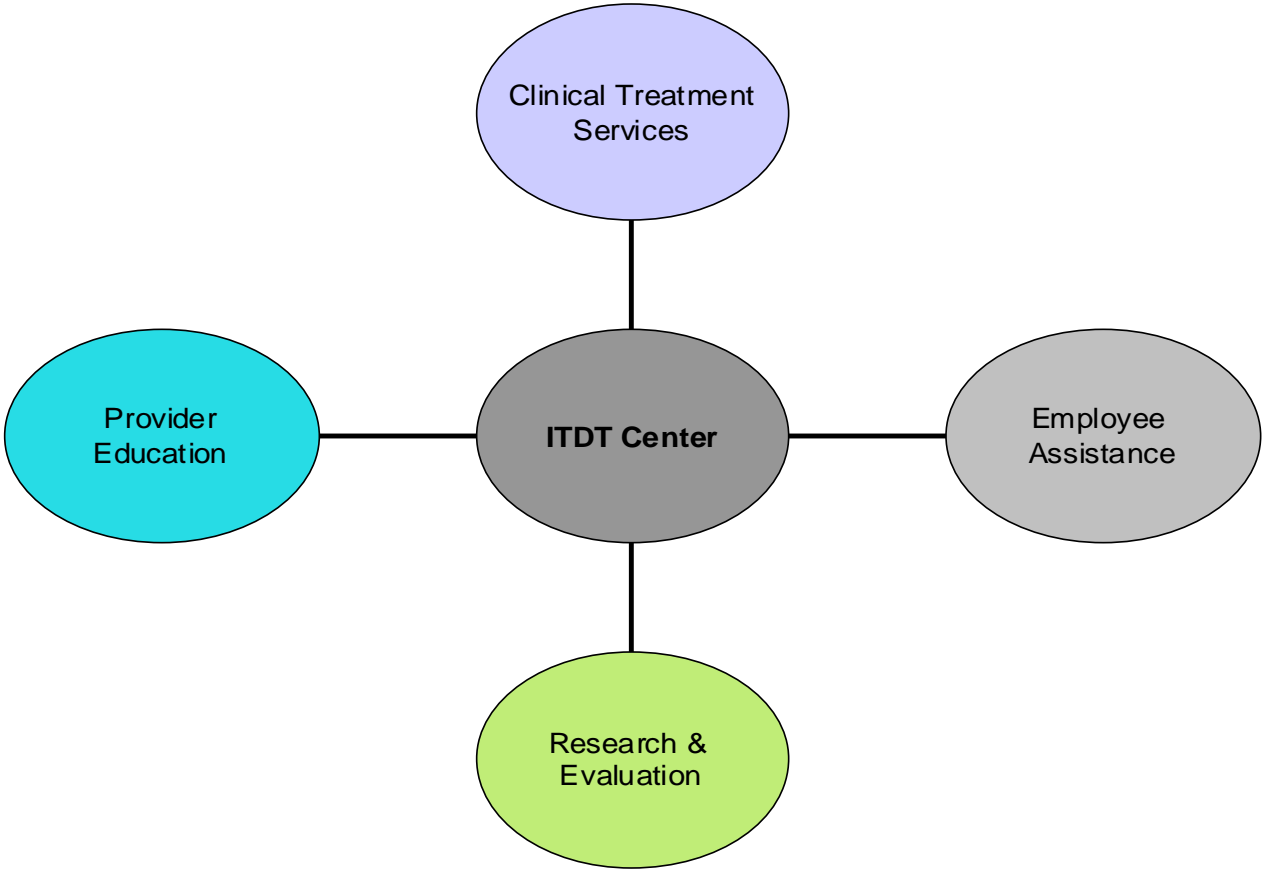 Clinical Treatment
Services
Provider
Education
ITDT Center
Employee
Assistance
Research &
Evaluation